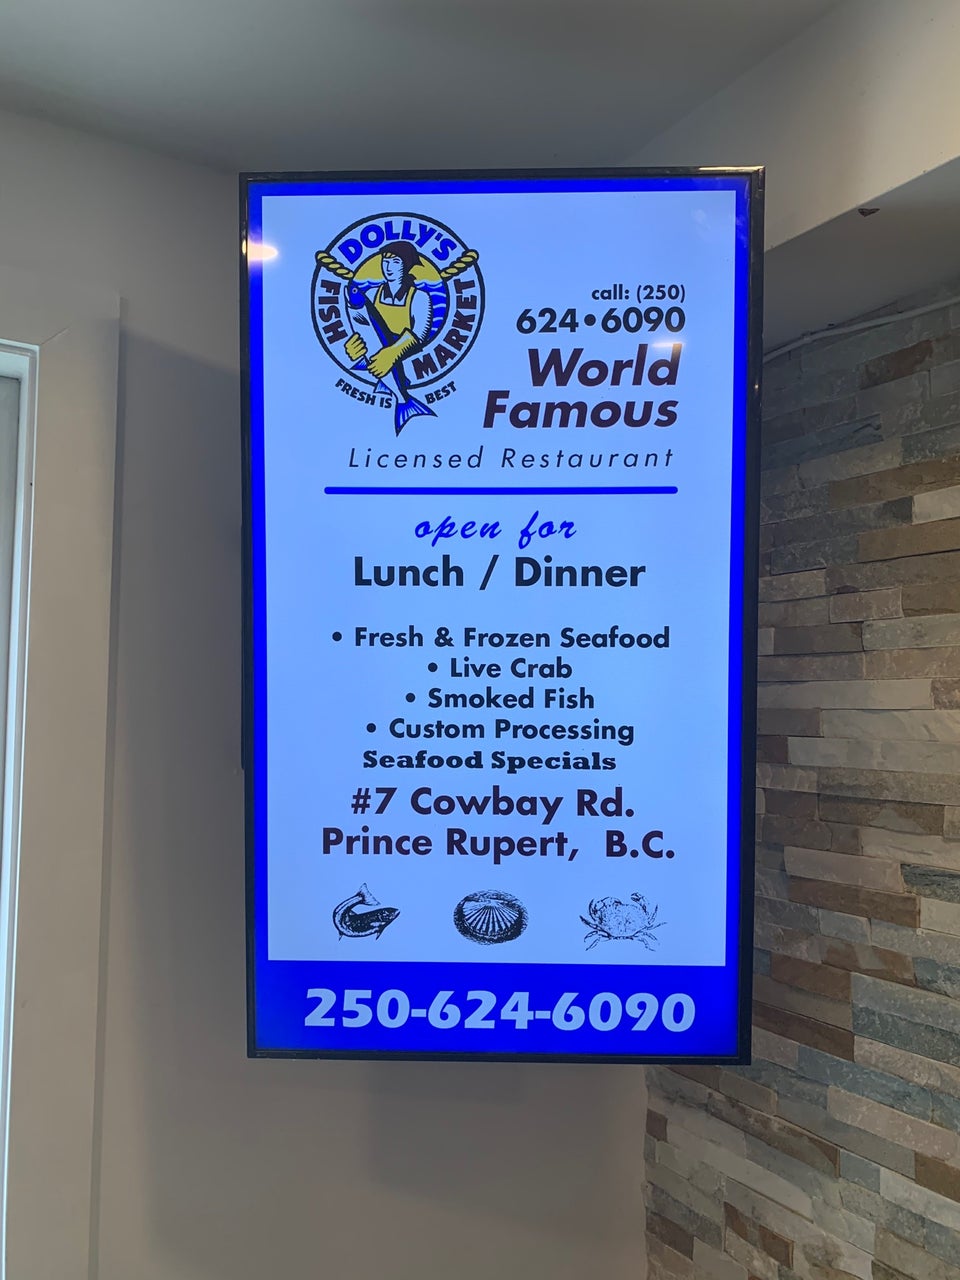 DOLLY'S
FISH MARKET
FRESH IS BEST
call: (250)
624•6090
World
Famous
Licensed Restaurant
open for
Lunch / Dinner
• Fresh & Frozen Seafood
• Live Crab
• Smoked Fish
• Custom Processing
Seafood Specials
#7 Cowbay Rd.
Prince Rupert, B.C.
250-624-6090